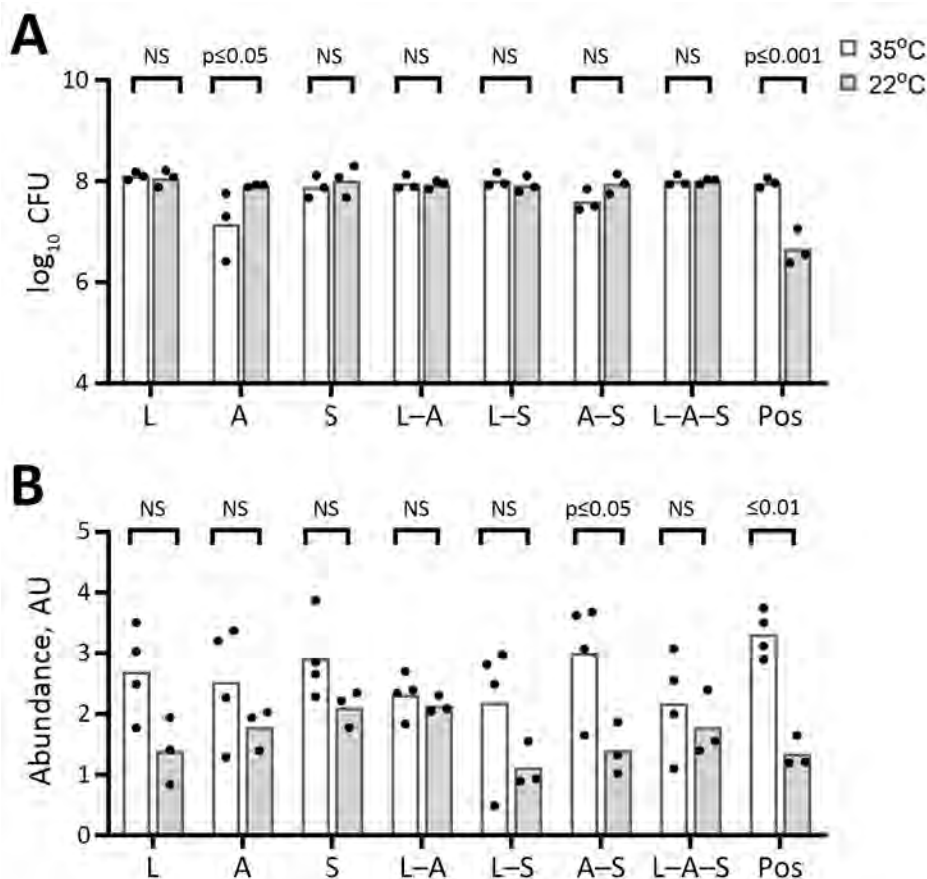 A
NS p≤0.05 NS NS NS NS NS p≤0.001
35°C
22°C
10
8
6
4
log10 CFU
L A S L–A L–S A–S L–A–S Pos
B
NS NS NS NS NS p≤0.05 NS ≤0.01
5
4
3
2
1
0
Abundance, AU
L A S L–A L–S A–S L–A–S Pos